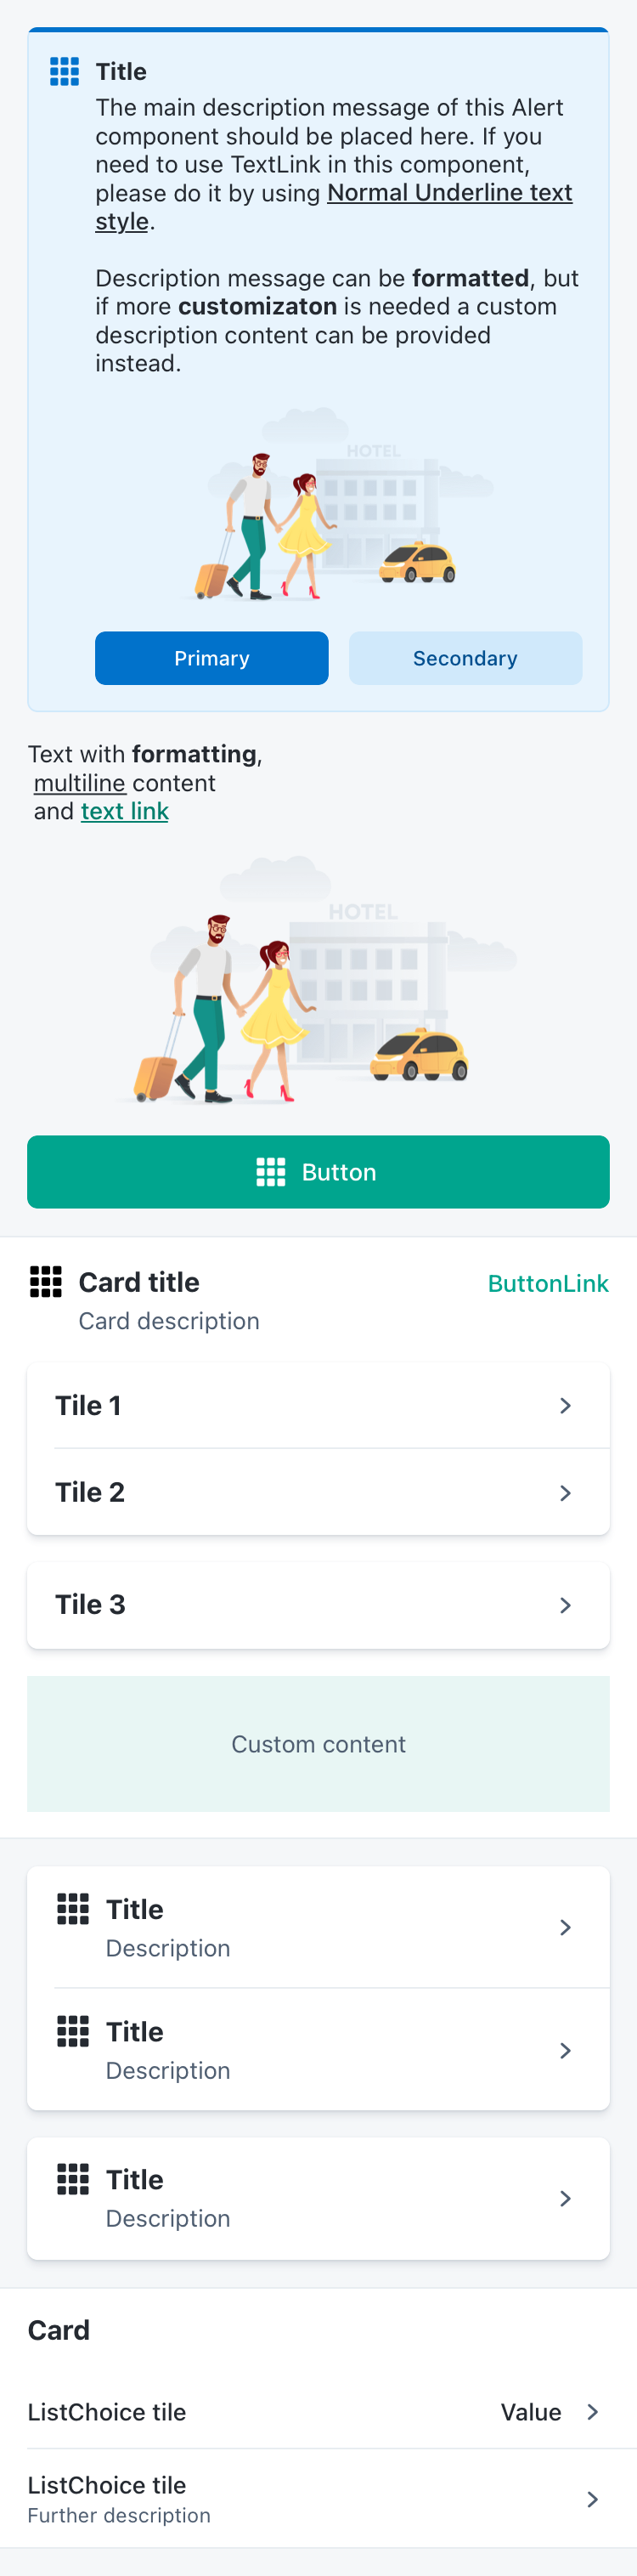 Title
The main description message of this Alert
component should be placed here. If you
need to use TextLink in this component,
please do it by using Normal Underline text
style.
Description message can be formatted, but
if more customizaton is needed a custom
description content can be provided
instead.
HOTEL
Primary
Secondary
Text with formatting,
multiline content
and text link
HOTEL
Button
Card title
ButtonLink
Card description
Tile 1
Tile 2
Tile 3
Custom content
Title
Description
Title
Description
Title
Description
Card
ListChoice tile
Value
ListChoice tile
Further description